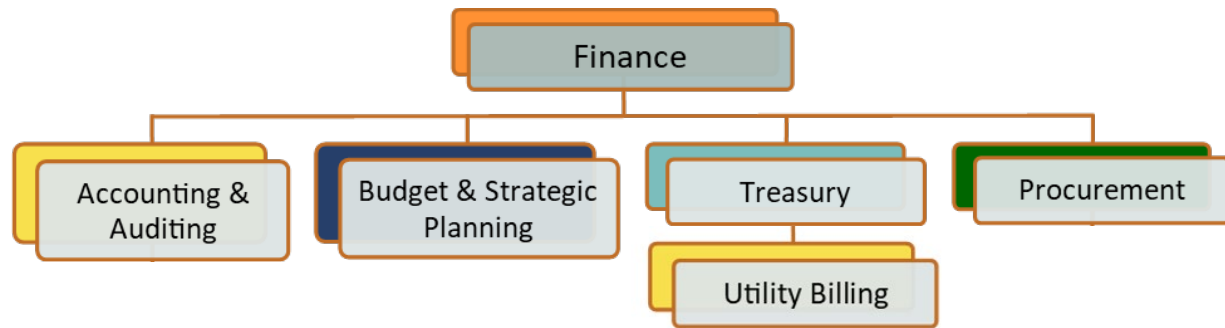 Finance
Accounting &
Auditing
Budget & Strategic
Planning
Treasury
Procurement
Utility Billing